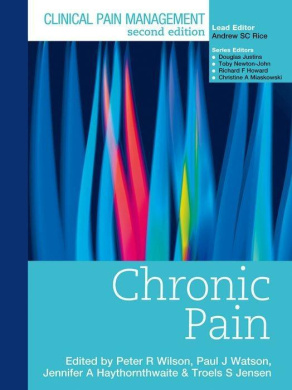 CLINICAL PAIN MANAGEMENT
second edition
Lead Editor
Andrew SC Rice
Series Editors
• Douglas Justins
• Toby Newton-John
• Richard F Howard
• Christine A Miaskowski
Chronic
Pain
Edited by Peter R Wilson, Paul J Watson,
Jennifer A Haythornthwaite & Troels S Jensen